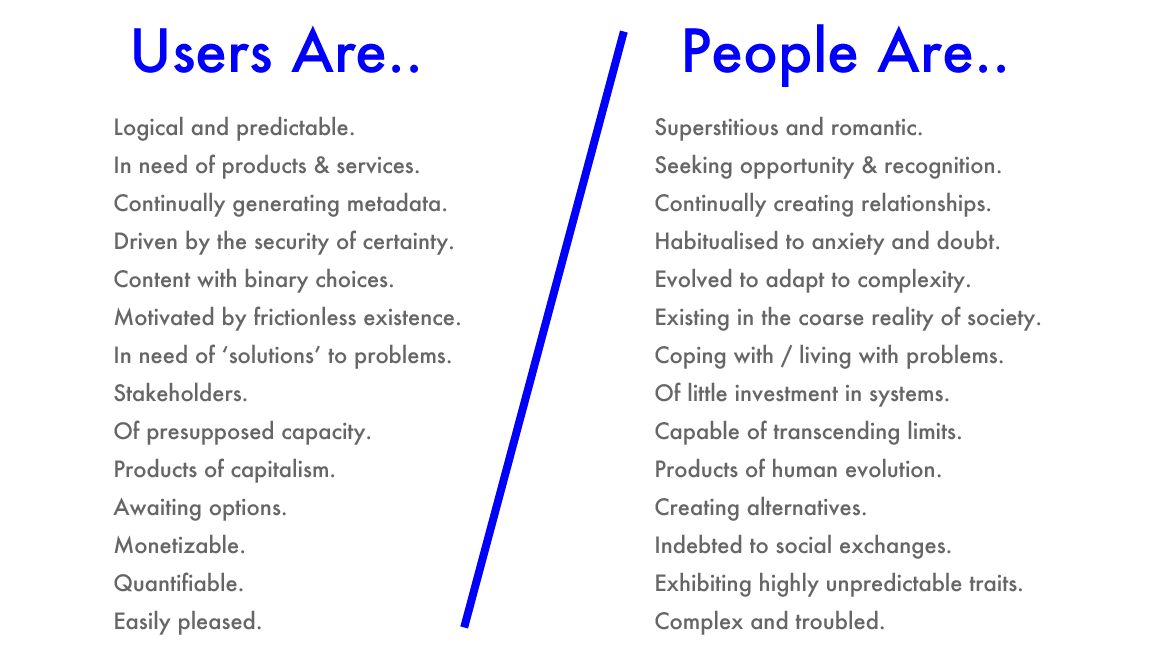 Users Are..
Logical and predictable.
In need of products & services.
Continually generating metadata.
Driven by the security of certainty.
Content with binary choices.
Motivated by frictionless existence.
In need of ‘solutions’ to problems.
Stakeholders.
Of presupposed capacity.
Products of capitalism.
Awaiting options.
Monetizable.
Quantifiable.
Easily pleased.
People Are..
Superstitious and romantic.
Seeking opportunity & recognition.
Continually creating relationships.
Habitualised to anxiety and doubt.
Evolved to adapt to complexity.
Existing in the coarse reality of society.
Coping with / living with problems.
Of little investment in systems.
Capable of transcending limits.
Products of human evolution.
Creating alternatives.
Indebted to social exchanges.
Exhibiting highly unpredictable traits.
Complex and troubled.